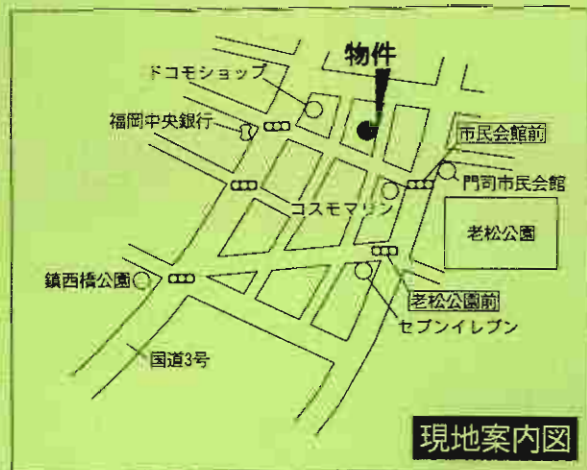 物件
ドコモショップ
福岡中央銀行
市民会館前
門司市民会館
コスモマリン
老松公園
鎮西橋公園
老松公園前
セブンイレブン
国道3号
現地案内図